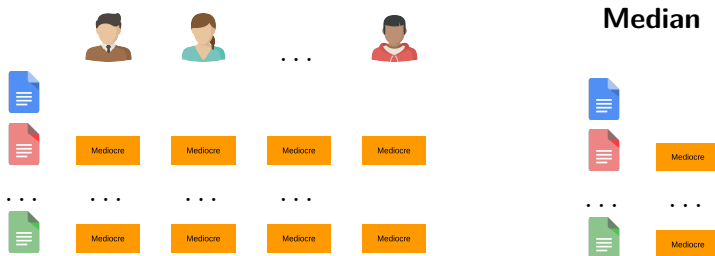 Median
. . .
Mediocre Mediocre Mediocre Mediocre Mediocre
. . . . . . . . . . . . . . . . . .
Mediocre Mediocre Mediocre Mediocre Mediocre